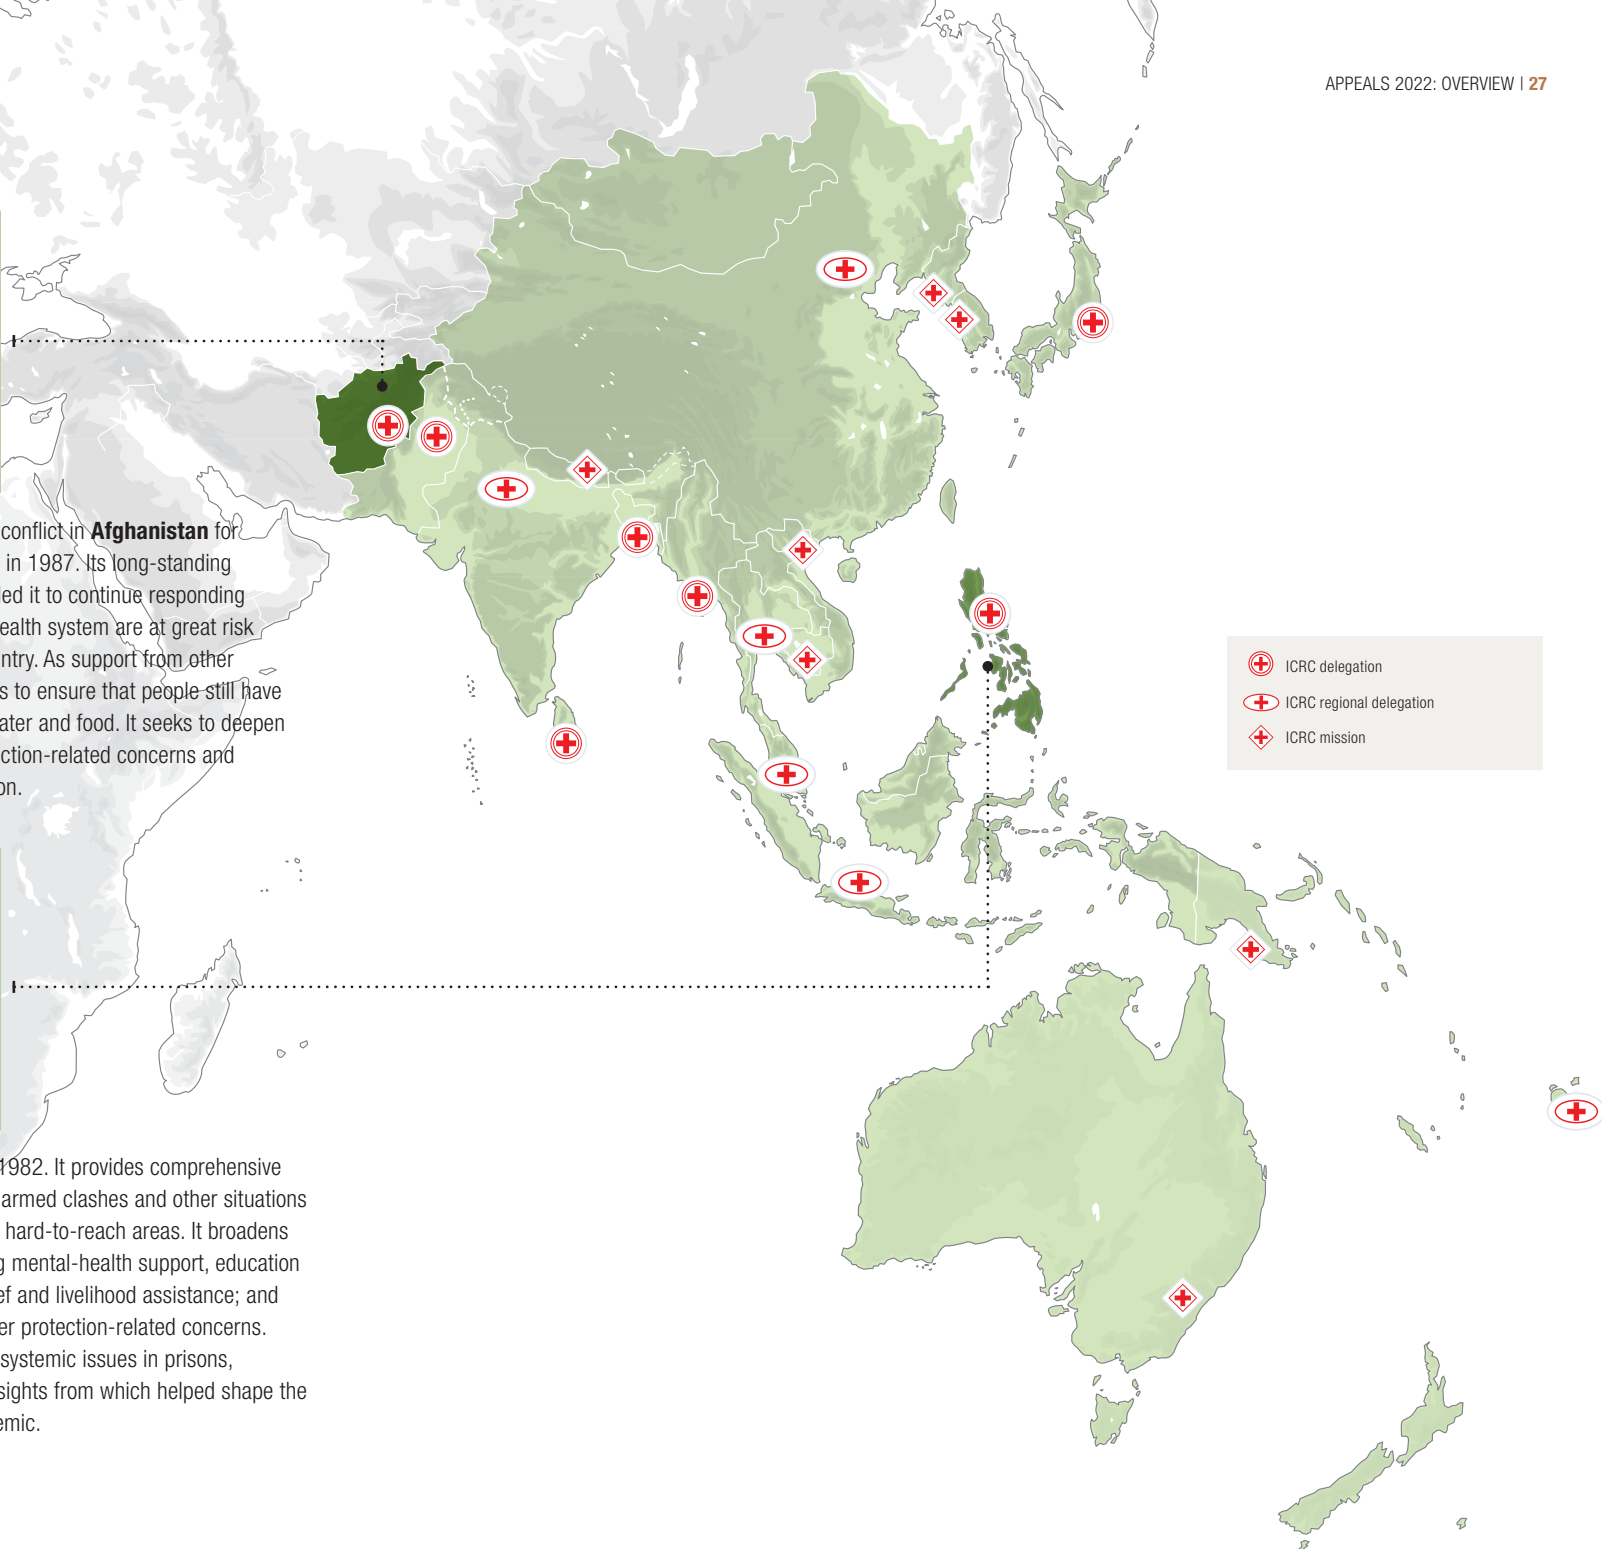 APPEALS 2022: OVERVIEW | 27
conflict in Afghanistan for
in 1987. Its long-standing
led it to continue responding
ealth system are at great risk
ntry. As support from other
s to ensure that people still have
ater and food. It seeks to deepen
ction-related concerns and
on.
ICRC delegation
ICRC regional delegation
ICRC mission
1982. It provides comprehensive
armed clashes and other situations
hard-to-reach areas. It broadens
g mental-health support, education
ef and livelihood assistance; and
er protection-related concerns.
systemic issues in prisons,
sights from which helped shape the
emic.